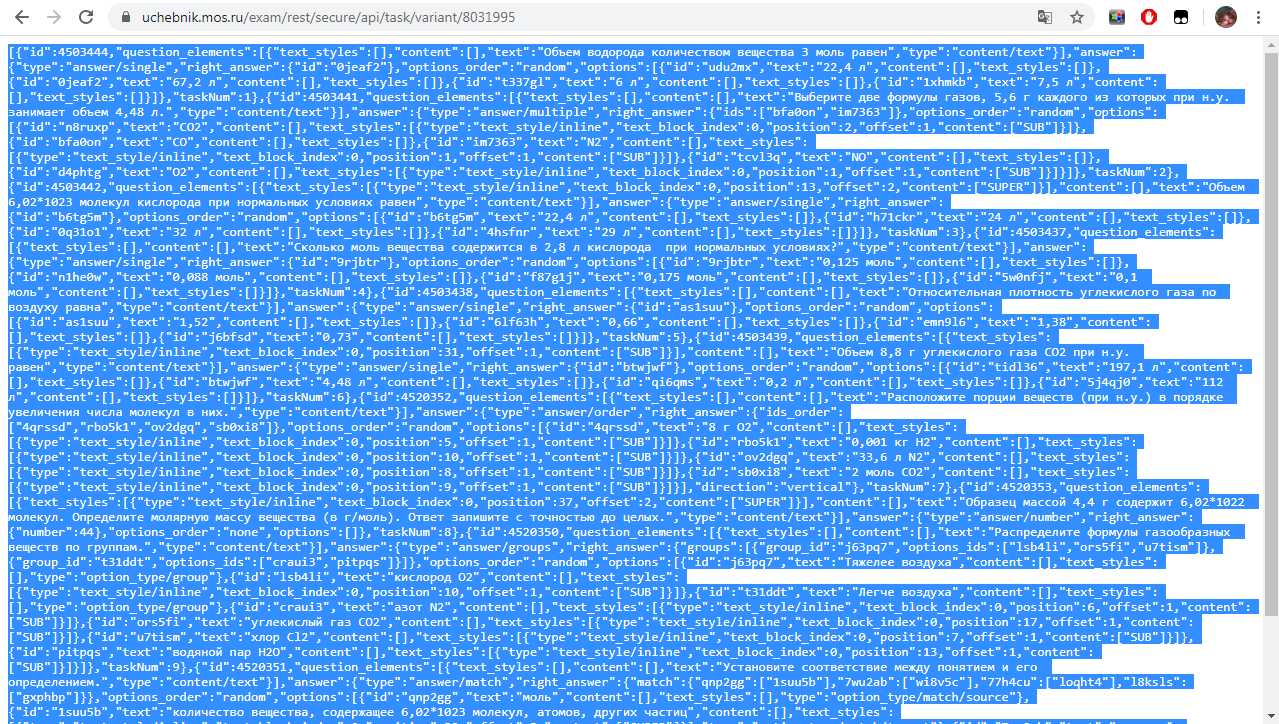 uchebnik.mos.ru/exam/rest/secure/api/task/variant/8031995
[{"id":4503444,"question_elements":[{"text_styles":[],"content":[],"text":"Объем водорода количеством вещества 3 моль равен","type":"content/text"}],"answer":
{"type":"answer/single","right_answer":{"id":"0jeaf2"},"options_order":"random","options":[{"id":"udu2mx","text":"22,4 л","content":[],"text_styles":[]},
{"id":"0jeaf2","text":"67,2 л","content":[],"text_styles":[]},{"id":"t337gl","text":"6 л","content":[],"text_styles":[]},{"id":"1xhmkb","text":"7,5 л","content":
[],"text_styles":[]}]},"taskNum":1},{"id":4503441,"question_elements":[{"text_styles":[],"content":[],"text":"Выберите две формулы газов, 5,6 г каждого из которых при н.у.
занимает объем 4,48 л.","type":"content/text"}],"answer":{"type":"answer/multiple","right_answer":{"ids":["bfa0on","im7363"]},"options_order":"random","options":
[{"id":"n8ruxp","text":"CO2","content":[],"text_styles":[{"type":"text_style/inline","text_block_index":0,"position":2,"offset":1,"content":["SUB"]}]},
{"id":"bfa0on","text":"CO","content":[],"text_styles":[]},{"id":"im7363","text":"N2","content":[],"text_styles":
[{"type":"text_style/inline","text_block_index":0,"position":1,"offset":1,"content":["SUB"]}]},{"id":"tcvl3q","text":"NO","content":[],"text_styles":[]},
{"id":"d4phtg","text":"O2","content":[],"text_styles":[{"type":"text_style/inline","text_block_index":0,"position":1,"offset":1,"content":["SUB"]}]}]},"taskNum":2},
{"id":4503442,"question_elements":[{"text_styles":[{"type":"text_style/inline","text_block_index":0,"position":13,"offset":2,"content":["SUPER"]}],"content":[],"text":"Объем
6,02*1023 молекул кислорода при нормальных условиях равен","type":"content/text"}],"answer":{"type":"answer/single","right_answer":
{"id":"b6tg5m"},"options_order":"random","options":[{"id":"b6tg5m","text":"22,4 л","content":[],"text_styles":[]},{"id":"h71ckr","text":"24 л","content":[],"text_styles":[]},
{"id":"0q31o1","text":"32 л","content":[],"text_styles":[]},{"id":"4hsfnr","text":"29 л","content":[],"text_styles":[]}]},"taskNum":3},{"id":4503437,"question_elements":
[{"text_styles":[],"content":[],"text":"Сколько моль вещества содержится в 2,8 л кислорода  при нормальных условиях?","type":"content/text"}],"answer":
{"type":"answer/single","right_answer":{"id":"9rjbtr"},"options_order":"random","options":[{"id":"9rjbtr","text":"0,125 моль","content":[],"text_styles":[]},
{"id":"n1he0w","text":"0,088 моль","content":[],"text_styles":[]},{"id":"f87g1j","text":"0,175 моль","content":[],"text_styles":[]},{"id":"5w0nfj","text":"0,1
моль","content":[],"text_styles":[]}]},"taskNum":4},{"id":4503438,"question_elements":[{"text_styles":[],"content":[],"text":"Относительная плотность углекислого газа по
воздуху равна","type":"content/text"}],"answer":{"type":"answer/single","right_answer":{"id":"as1suu"},"options_order":"random","options":
[{"id":"as1suu","text":"1,52","content":[],"text_styles":[]},{"id":"6lf63h","text":"0,66","content":[],"text_styles":[]},{"id":"emn9l6","text":"1,38","content":
[],"text_styles":[]},{"id":"j6bfsd","text":"0,73","content":[],"text_styles":[]}]},"taskNum":5},{"id":4503439,"question_elements":[{"text_styles":
[{"type":"text_style/inline","text_block_index":0,"position":31,"offset":1,"content":["SUB"]}],"content":[],"text":"Объем 8,8 г углекислого газа CO2 при н.у.
равен","type":"content/text"}],"answer":{"type":"answer/single","right_answer":{"id":"btwjwf"},"options_order":"random","options":[{"id":"tidl36","text":"197,1 л","content":
[],"text_styles":[]},{"id":"btwjwf","text":"4,48 л","content":[],"text_styles":[]},{"id":"qi6qms","text":"0,2 л","content":[],"text_styles":[]},{"id":"5j4qj0","text":"112
л","content":[],"text_styles":[]}]},"taskNum":6},{"id":4520352,"question_elements":[{"text_styles":[],"content":[],"text":"Расположите порции веществ (при н.у.) в порядке
увеличения числа молекул в них.","type":"content/text"}],"answer":{"type":"answer/order","right_answer":{"ids_order":
["4qrssd","rbo5k1","ov2dgq","sb0xi8"]},"options_order":"random","options":[{"id":"4qrssd","text":"8 г O2","content":[],"text_styles":
[{"type":"text_style/inline","text_block_index":0,"position":5,"offset":1,"content":["SUB"]}]},{"id":"rbo5k1","text":"0,001 кг H2","content":[],"text_styles":
[{"type":"text_style/inline","text_block_index":0,"position":10,"offset":1,"content":["SUB"]}]},{"id":"ov2dgq","text":"33,6 л N2","content":[],"text_styles":
[{"type":"text_style/inline","text_block_index":0,"position":8,"offset":1,"content":["SUB"]}]},{"id":"sb0xi8","text":"2 моль CO2","content":[],"text_styles":
[{"type":"text_style/inline","text_block_index":0,"position":9,"offset":1,"content":["SUB"]}]}],"direction":"vertical"},"taskNum":7},{"id":4520353,"question_elements":
[{"text_styles":[{"type":"text_style/inline","text_block_index":0,"position":37,"offset":2,"content":["SUPER"]}],"content":[],"text":"Образец массой 4,4 г содержит 6,02*1022
молекул. Определите молярную массу вещества (в г/моль). Ответ запишите с точностью до целых.","type":"content/text"}],"answer":{"type":"answer/number","right_answer":
{"number":44},"options_order":"none","options":[]},"taskNum":8},{"id":4520350,"question_elements":[{"text_styles":[],"content":[],"text":"Распределите формулы газообразных
веществ по группам.","type":"content/text"}],"answer":{"type":"answer/groups","right_answer":{"groups":[{"group_id":"j63pq7","options_ids":["lsb4li","ors5fi","u7tism"]},
{"group_id":"t31ddt","options_ids":["craui3","pitpqs"]}]},"options_order":"random","options":[{"id":"j63pq7","text":"Тяжелее воздуха","content":[],"text_styles":
[],"type":"option_type/group"},{"id":"lsb4li","text":"кислород O2","content":[],"text_styles":
[{"type":"text_style/inline","text_block_index":0,"position":10,"offset":1,"content":["SUB"]}]},{"id":"t31ddt","text":"Легче воздуха","content":[],"text_styles":
[],"type":"option_type/group"},{"id":"craui3","text":"азот N2","content":[],"text_styles":[{"type":"text_style/inline","text_block_index":0,"position":6,"offset":1,"content":
["SUB"]}]},{"id":"ors5fi","text":"углекислый газ CO2","content":[],"text_styles":[{"type":"text_style/inline","text_block_index":0,"position":17,"offset":1,"content":
["SUB"]}]},{"id":"u7tism","text":"хлор Cl2","content":[],"text_styles":[{"type":"text_style/inline","text_block_index":0,"position":7,"offset":1,"content":["SUB"]}]},
{"id":"pitpqs","text":"водяной пар H2O","content":[],"text_styles":[{"type":"text_style/inline","text_block_index":0,"position":13,"offset":1,"content":
["SUB"]}]}]},"taskNum":9},{"id":4520351,"question_elements":[{"text_styles":[],"content":[],"text":"Установите соответствие между понятием и его
определением.","type":"content/text"}],"answer":{"type":"answer/match","right_answer":{"match":{"qnp2gg":["1suu5b"],"7wu2ab":["wi8v5c"],"77h4cu":["loqht4"],"l8ksls":
["gxphbp"]}},"options_order":"random","options":[{"id":"qnp2gg","text":"моль","content":[],"text_styles":[],"type":"option_type/match/source"},
{"id":"1suu5b","text":"количество вещества, содержащее 6,02*1023 молекул, атомов, других частиц","content":[],"text_styles":